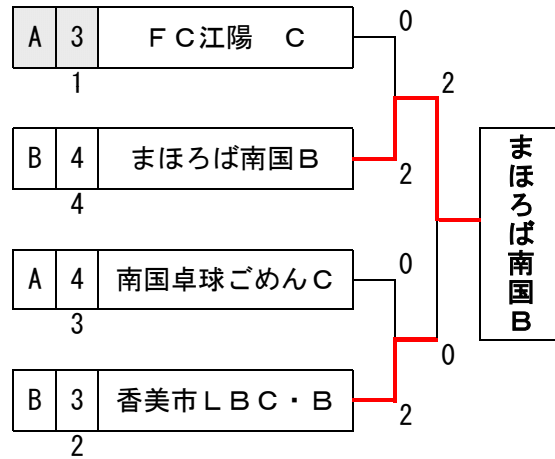 A 3 ＦＣ江陽　Ｃ 0
1 2
B 4 まほろば南国Ｂ 2
4
まほろば南国Ｂ
A 4 南国卓球ごめんＣ 0
3 0
B 3 香美市ＬＢＣ・Ｂ 2
2